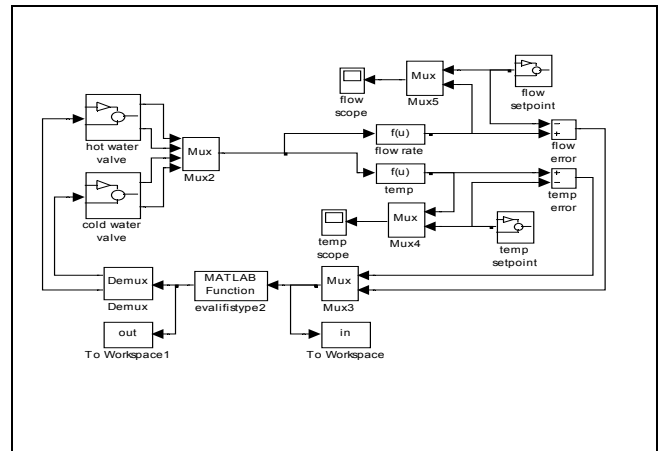 Mux
flow
scope
Mux5
flow
setpoint
hot water
valve
Mux
Mux2
f(u)
flow rate
−
+
flow
error
f(u)
temp
+
−
temp
error
cold water
valve
temp
scope
Mux
Mux4
temp
setpoint
Demux
Demux
MATLAB
Function
evalifistype2
Mux
Mux3
out
To Workspace1
in
To Workspace